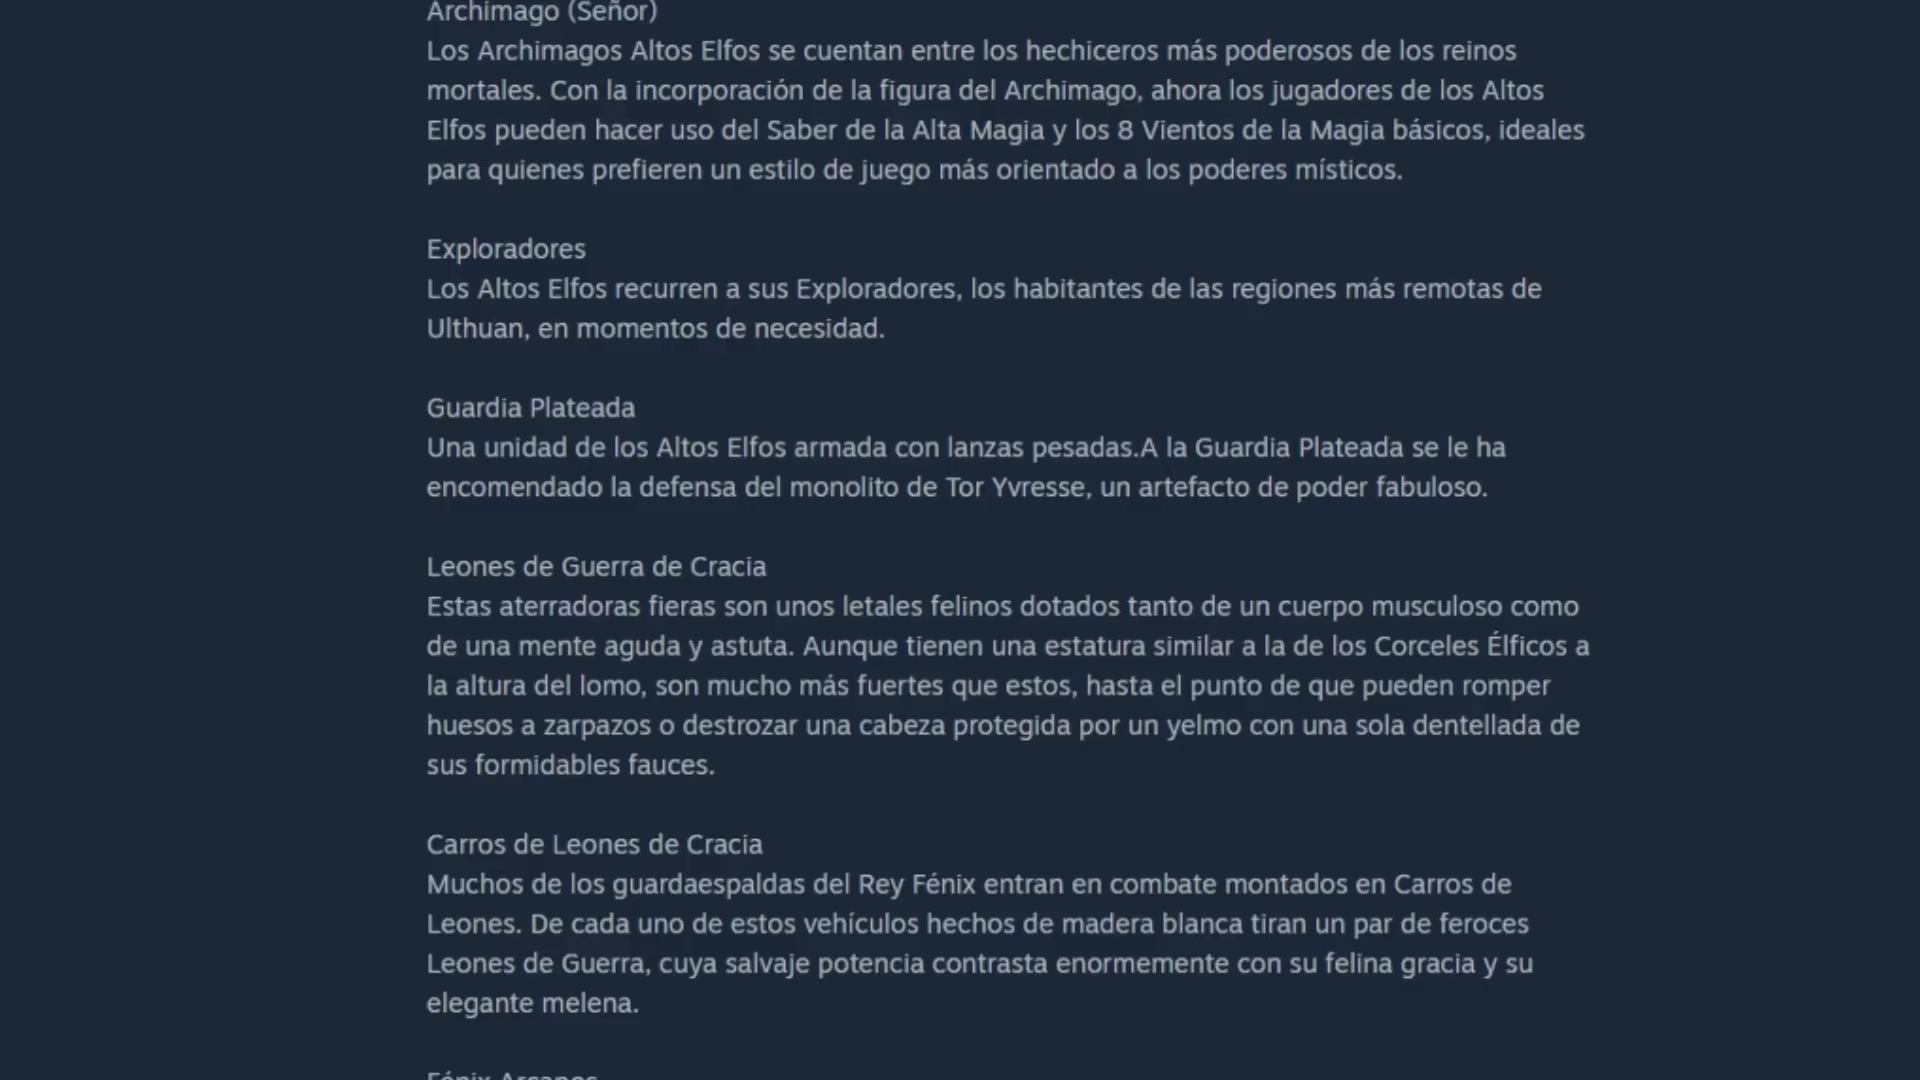 Archimago (Señor)
Los Archimagos Altos Elfos se cuentan entre los hechiceros más poderosos de los reinos
mortales. Con la incorporación de la figura del Archimago, ahora los jugadores de los Altos
Elfos pueden hacer uso del Saber de la Alta Magia y los 8 Vientos de la Magia básicos, ideales
para quienes prefieren un estilo de juego más orientado a los poderes místicos.
Exploradores
Los Altos Elfos recurren a sus Exploradores, los habitantes de las regiones más remotas de
Ulthuan, en momentos de necesidad.
Guardia Plateada
Una unidad de los Altos Elfos armada con lanzas pesadas.A la Guardia Plateada se le ha
encomendado la defensa del monolito de Tor Yvresse, un artefacto de poder fabuloso.
Leones de Guerra de Cracia
Estas aterradoras fieras son unos letales felinos dotados tanto de un cuerpo musculoso como
de una mente aguda y astuta. Aunque tienen una estatura similar a la de los Corceles Élficos a
la altura del lomo, son mucho más fuertes que estos, hasta el punto de que pueden romper
huesos a zarpazos o destrozar una cabeza protegida por un yelmo con una sola dentellada de
sus formidables fauces.
Carros de Leones de Cracia
Muchos de los guardaespaldas del Rey Fénix entran en combate montados en Carros de
Leones. De cada uno de estos vehículos hechos de madera blanca tiran un par de feroces
Leones de Guerra, cuya salvaje potencia contrasta enormemente con su felina gracia y su
elegante melena.
Fénix Arcanos